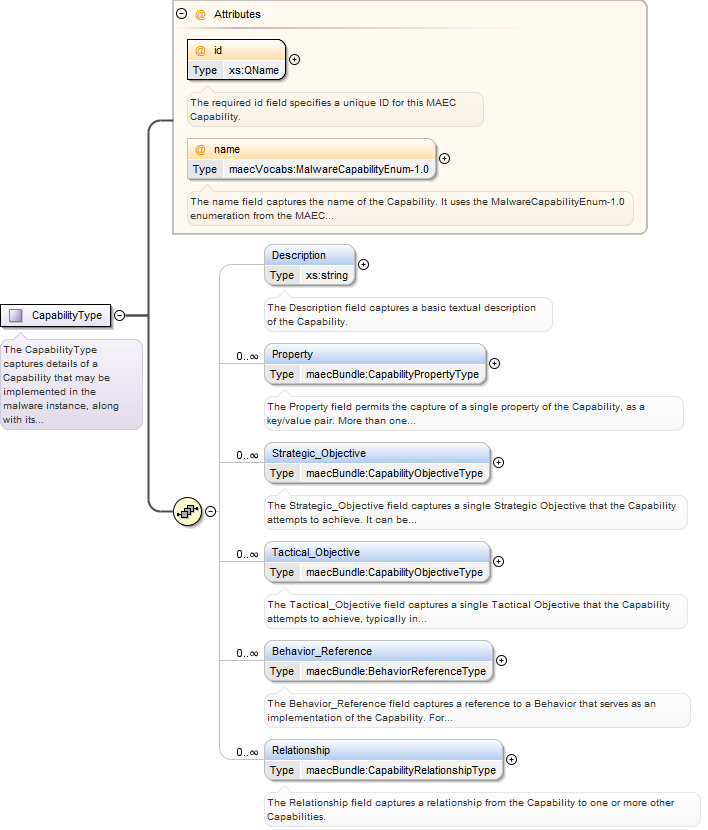 Attributes
id
Type xs:QName
The required id field specifies a unique ID for this MAEC
Capability.
name
Type maecVocabs:MalwareCapabilityEnum-1.0
The name field captures the name of the Capability. It uses the MalwareCapabilityEnum-1.0
enumeration from the MAEC...
CapabilityType
The CapabilityType
captures details of a
Capability that may be
implemented in the
malware instance, along
with its...
Description
Type xs:string
The Description field captures a basic textual description
of the Capability.
0..∞ Property
Type maecBundle:CapabilityPropertyType
The Property field permits the capture of a single property of the Capability, as a
key/value pair. More than one...
0..∞ Strategic_Objective
Type maecBundle:CapabilityObjectiveType
The Strategic_Objective field captures a single Strategic Objective that the Capability
attempts to achieve. It can be...
0..∞ Tactical_Objective
Type maecBundle:CapabilityObjectiveType
The Tactical_Objective field captures a single Tactical Objective that the Capability
attempts to achieve, typically in...
0..∞ Behavior_Reference
Type maecBundle:BehaviorReferenceType
The Behavior_Reference field captures a reference to a Behavior that serves as an
implementation of the Capability. For...
0..∞ Relationship
Type maecBundle:CapabilityRelationshipType
The Relationship field captures a relationship from the Capability to one or more other
Capabilities.